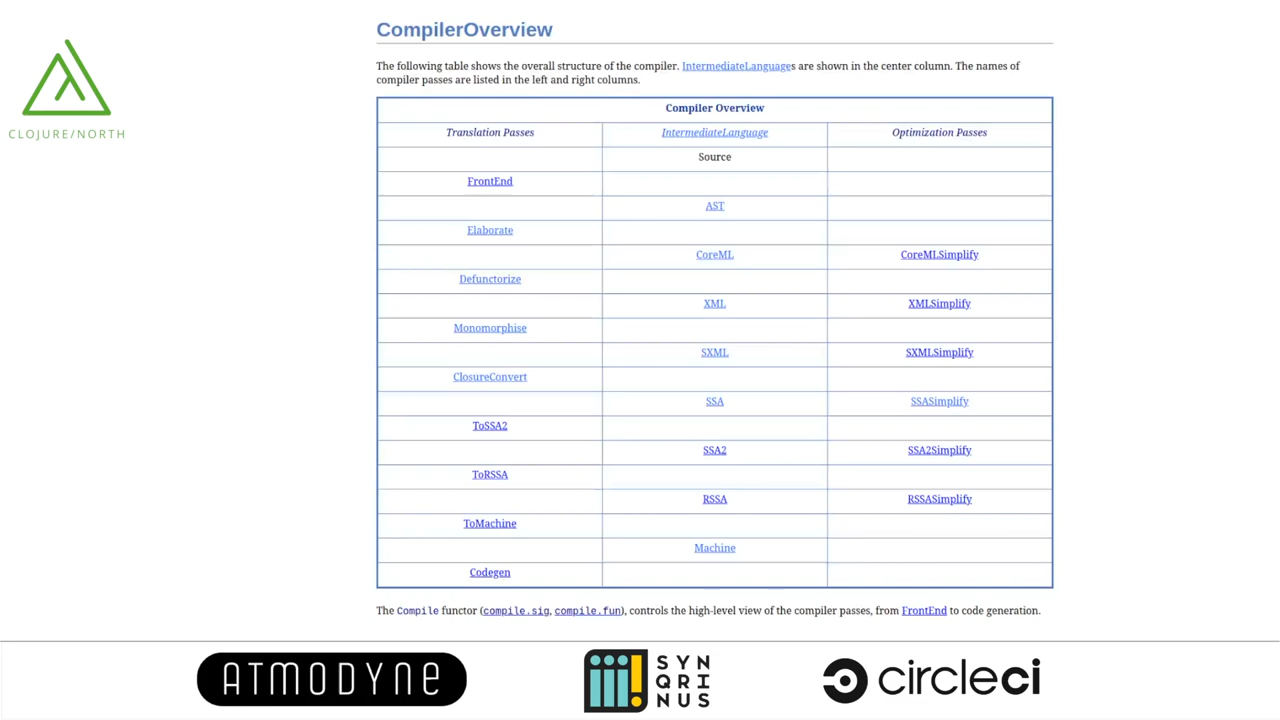 CompilerOverview
CLOJURE/NORTH
The following table shows the overall structure of the compiler. IntermediateLanguages are shown in the center column. The names of
compiler passes are listed in the left and right columns.
Compiler Overview
Translation Passes IntermediateLanguage Optimization Passes
Source
FrontEnd
AST
Elaborate
CoreML CoreMLSimplify
Defunctorize
XML XMLSimplify
Monomorphise
SXML SXMLSimplify
ClosureConvert
SSA SSASimplify
ToSSA2
SSA2 SSA2Simplify
ToRSSA
RSSA RSSASimplify
ToMachine
Machine
Codegen
The Compile functor (compile.sig, compile.fun), controls the high-level view of the compiler passes, from FrontEnd to code generation.
ATMODYNE
SYN
QRI
NUS
circleci